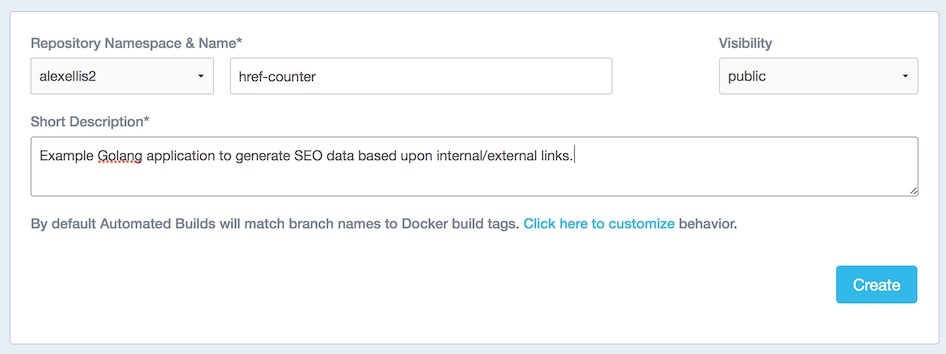 Repository Namespace & Name*
Visibility
alexellis2
href-counter
public
Short Description*
Example Golang application to generate SEO data based upon internal/external links.
By default Automated Builds will match branch names to Docker build tags. Click here to customize behavior.
Create